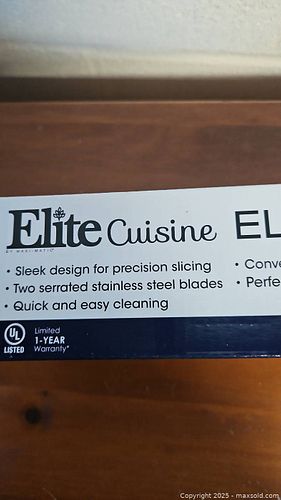 Elite Cuisine EL
BY MAXI-MATIC
• Sleek design for precision slicing
• Two serrated stainless steel blades
• Quick and easy cleaning
• Conve
• Perfe
UL
LISTED
Limited
1-YEAR
Warranty*
Copyright 2025 - maxsold.com